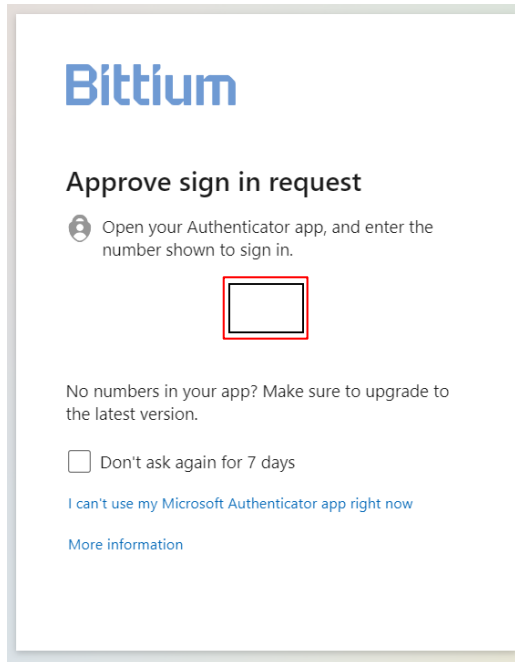 Bittium
Approve sign in request
Open your Authenticator app, and enter the
number shown to sign in.
No numbers in your app? Make sure to upgrade to
the latest version.
Don't ask again for 7 days
I can't use my Microsoft Authenticator app right now
More information